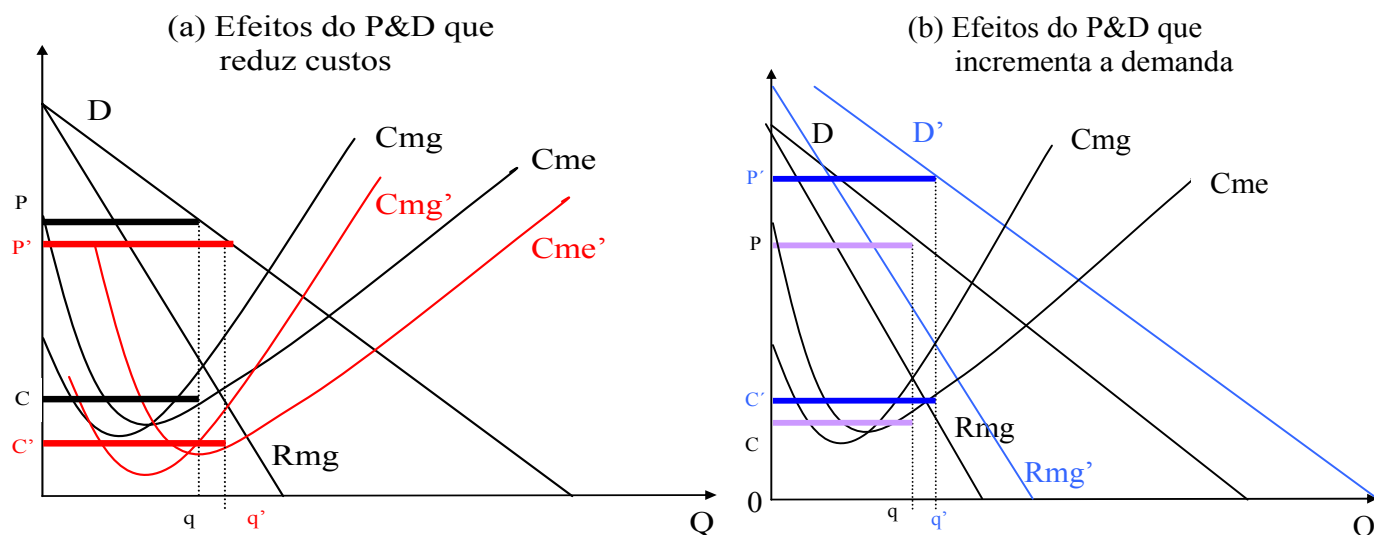 (a) Efeitos do P&D que
reduz custos
D
Cmg
Cme
Cmg’
Cme’
P
P’
C
C’
Rmg
q
q’
Q
(b) Efeitos do P&D que
incrementa a demanda
D
D’
Cmg
Cme
P´
P
C´
C
Rmg
Rmg’
0
q
q’
Q